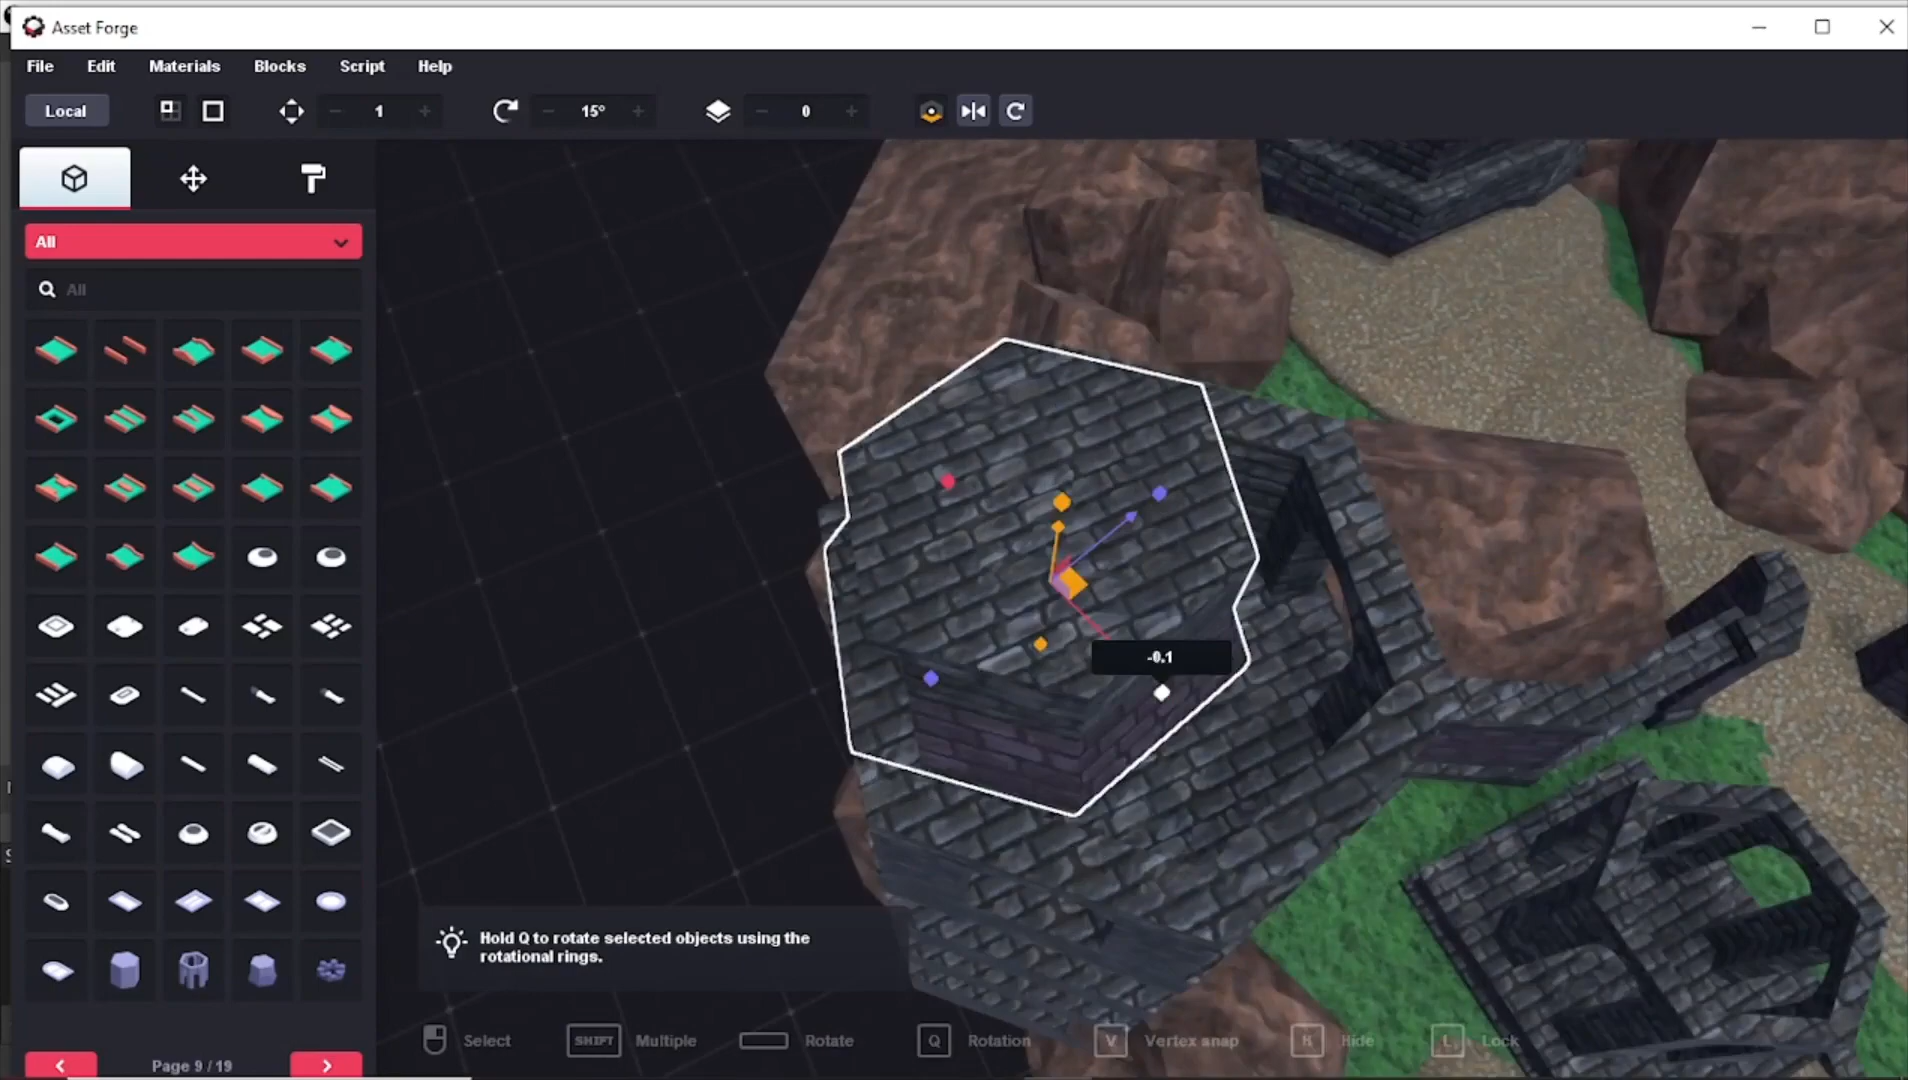 Asset Forge
File Edit Materials Blocks Script Help
Local 1 15° 0
All
All
-0.1
Hold Q to rotate selected objects using the
rotational rings.
Select SHIFT Multiple Rotate Q Rotation V Vertex snap H Hide L Lock
Page 9 / 19